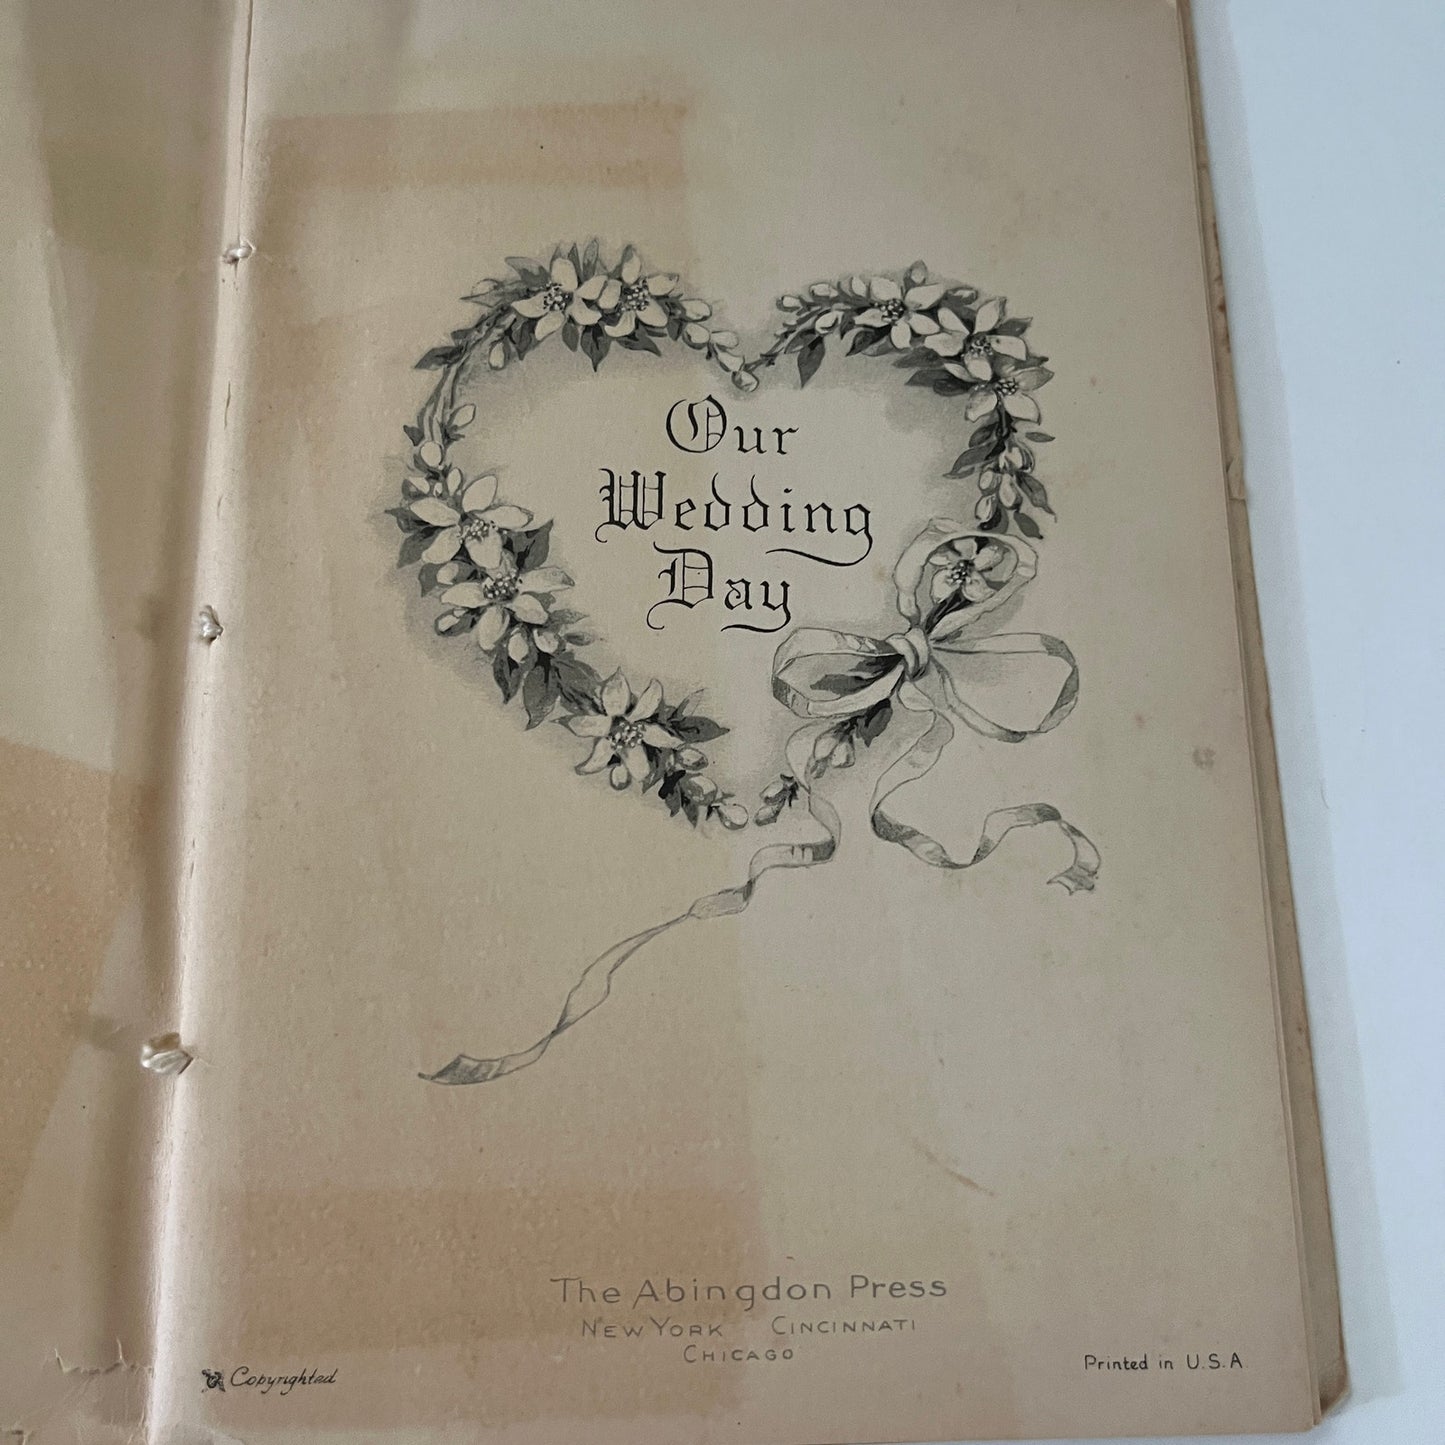 Our
Wedding
Day
The Abingdon Press
New York Cincinnati
Chicago
Copyrighted
Printed in U.S.A.